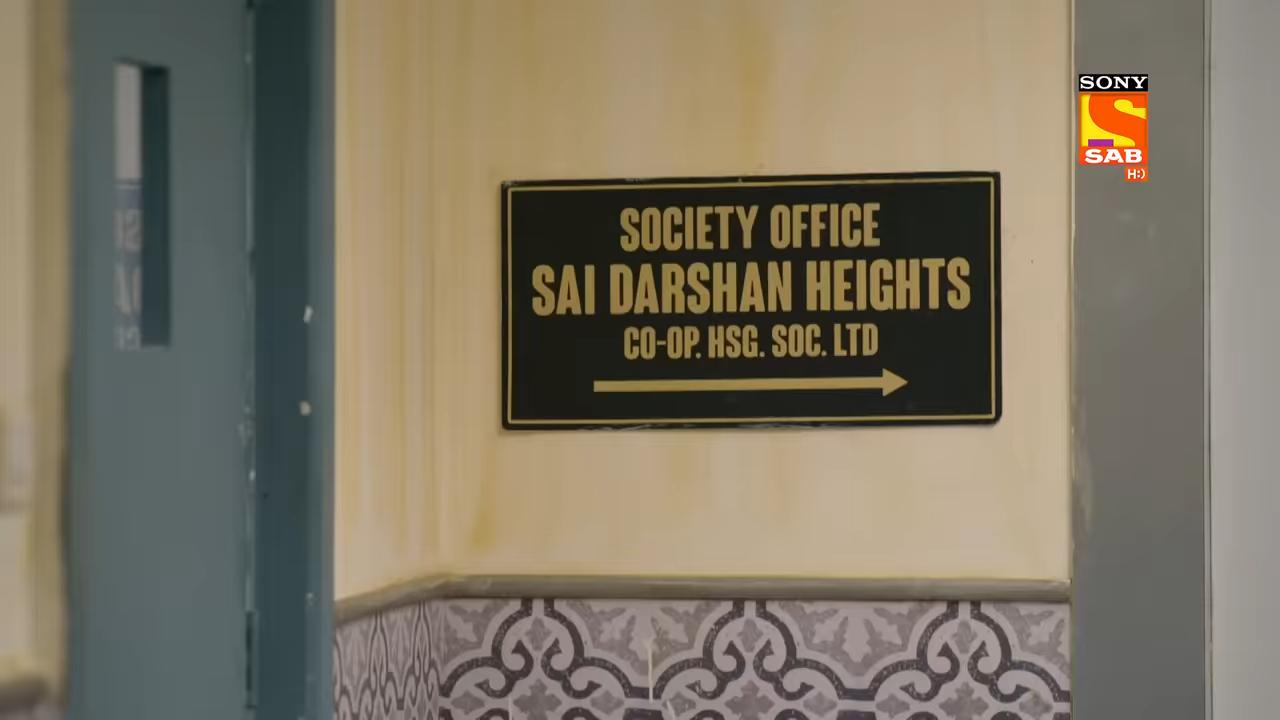 SOCIETY OFFICE
SAI DARSHAN HEIGHTS
CO-OP. HSG. SOC. LTD
SONY
SAB
H:)